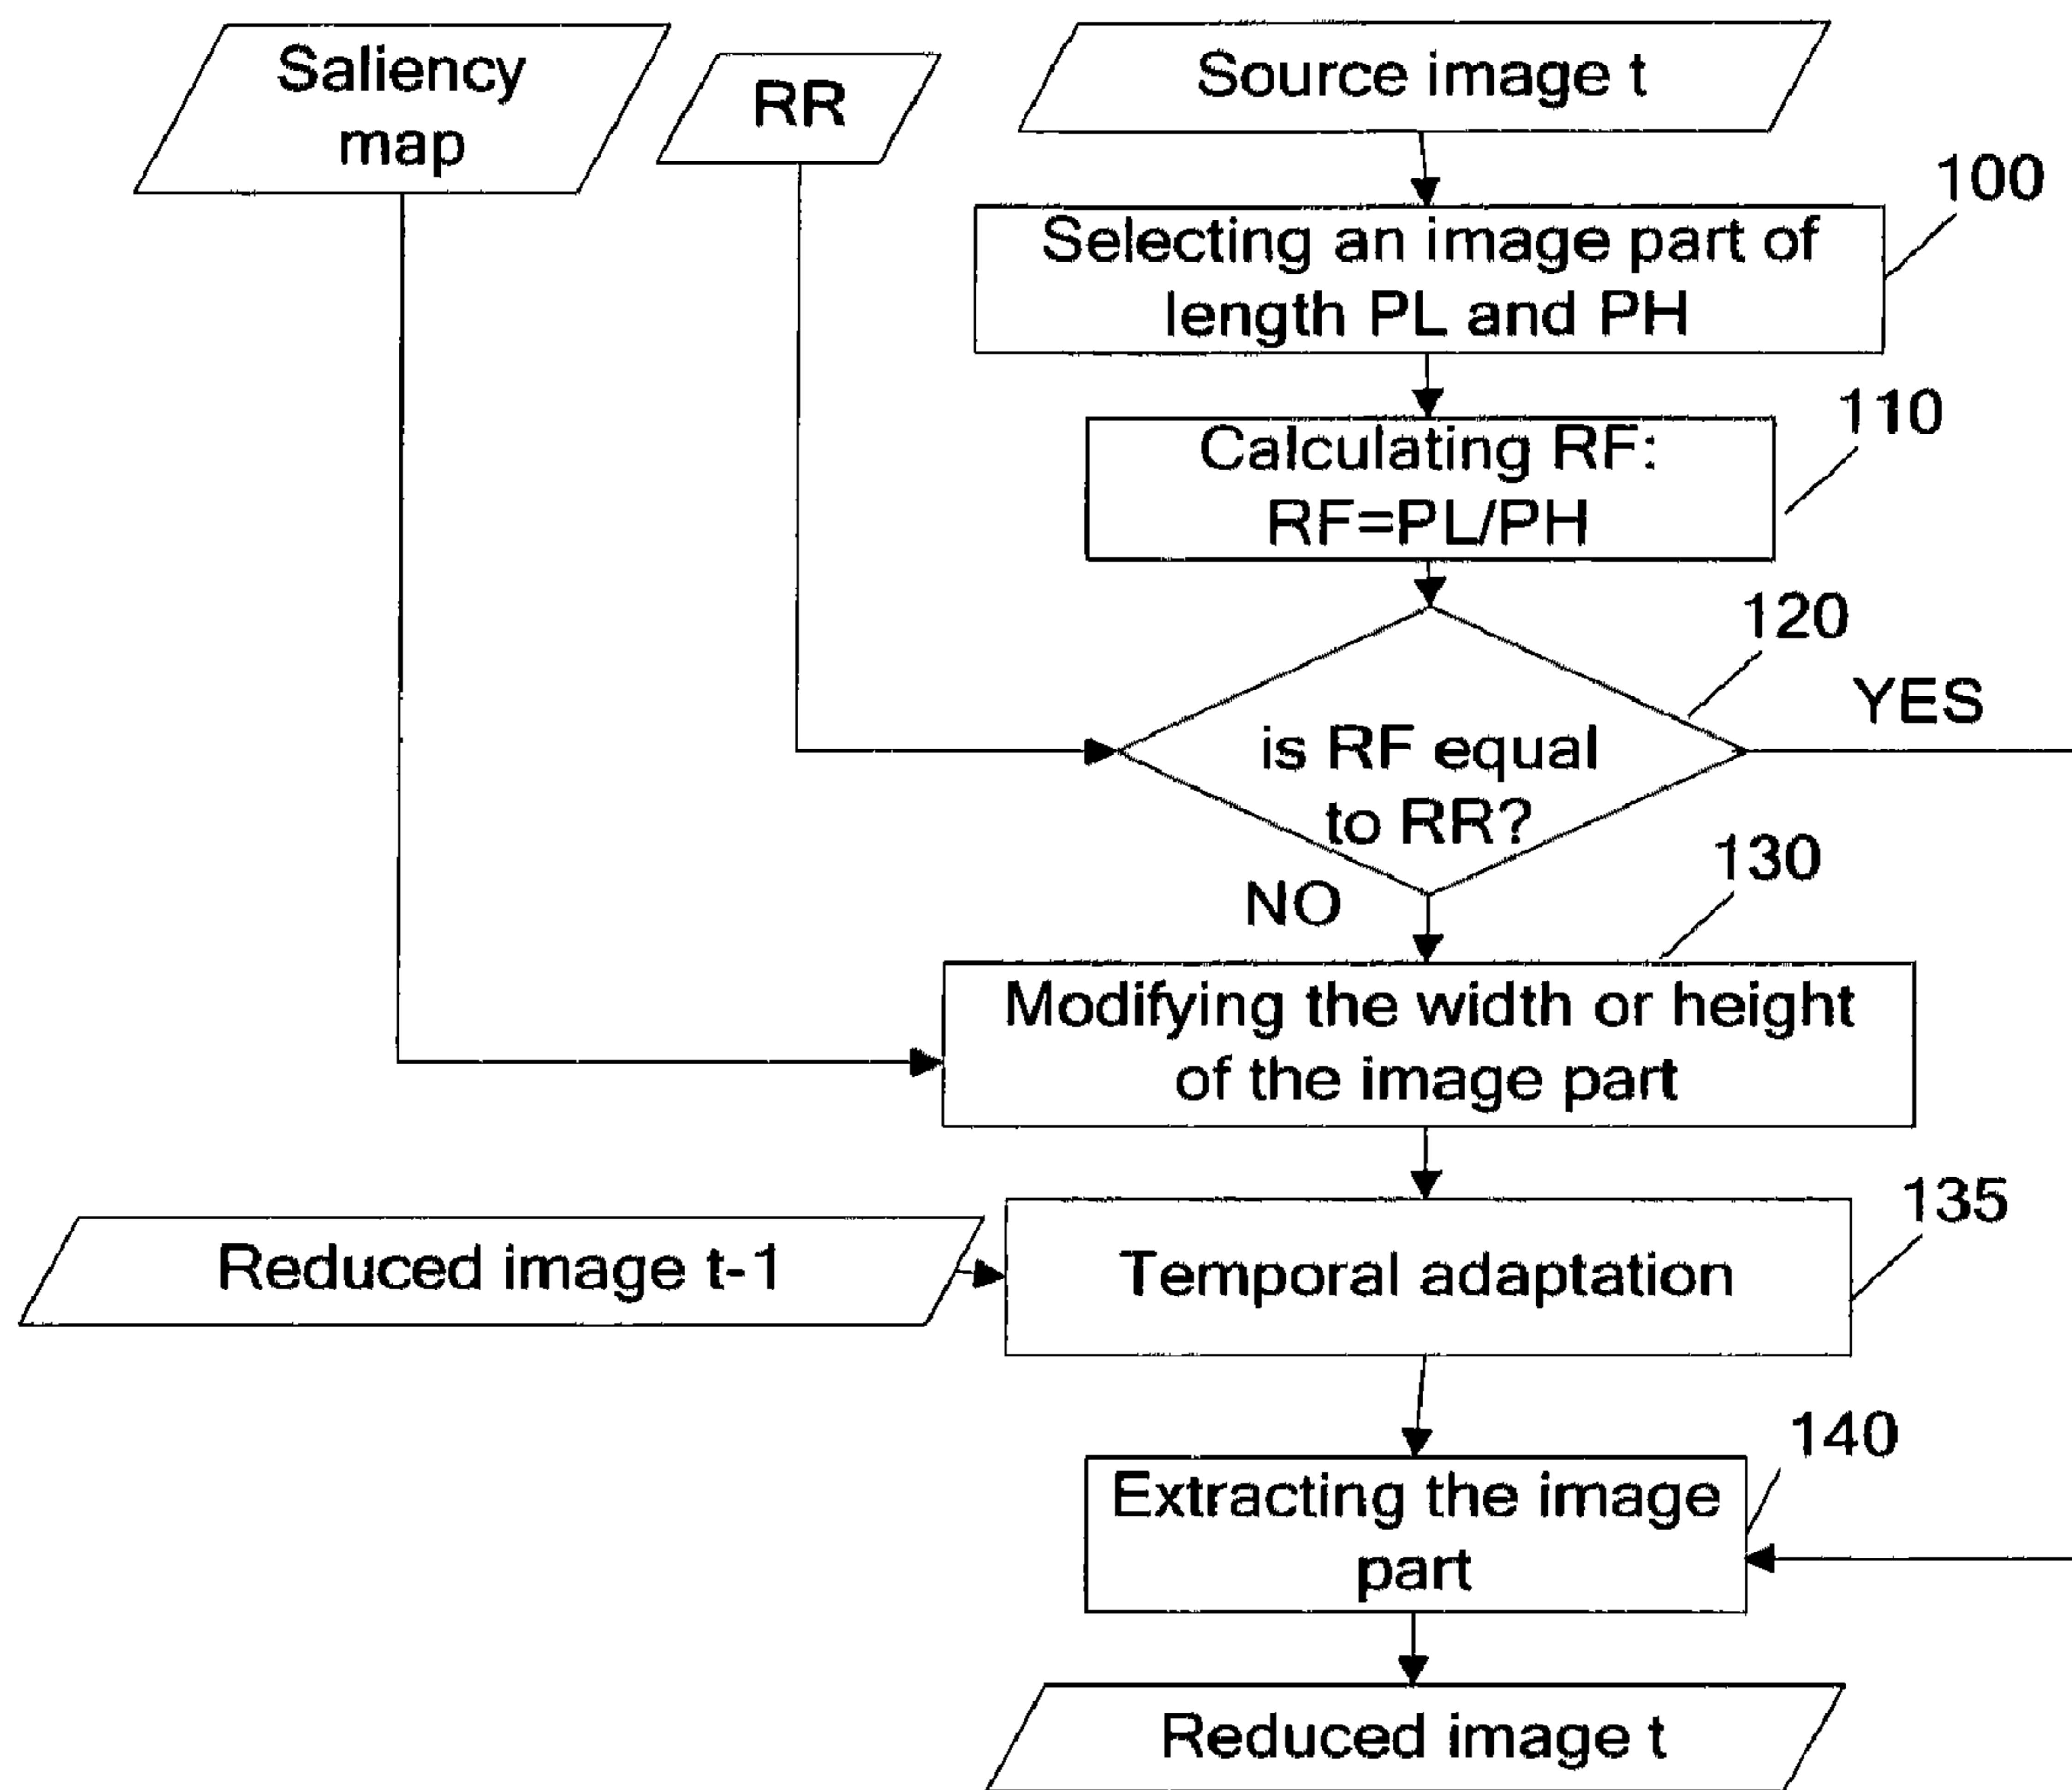 Saliency
map
RR
Source image t
100
Selecting an image part of
length PL and PH
110
Calculating RF:
RF=PL/PH
120
YES
is RF equal
to RR?
130
NO
Modifying the width or height
of the image part
135
Reduced image t-1
Temporal adaptation
140
Extracting the image
part
Reduced image t